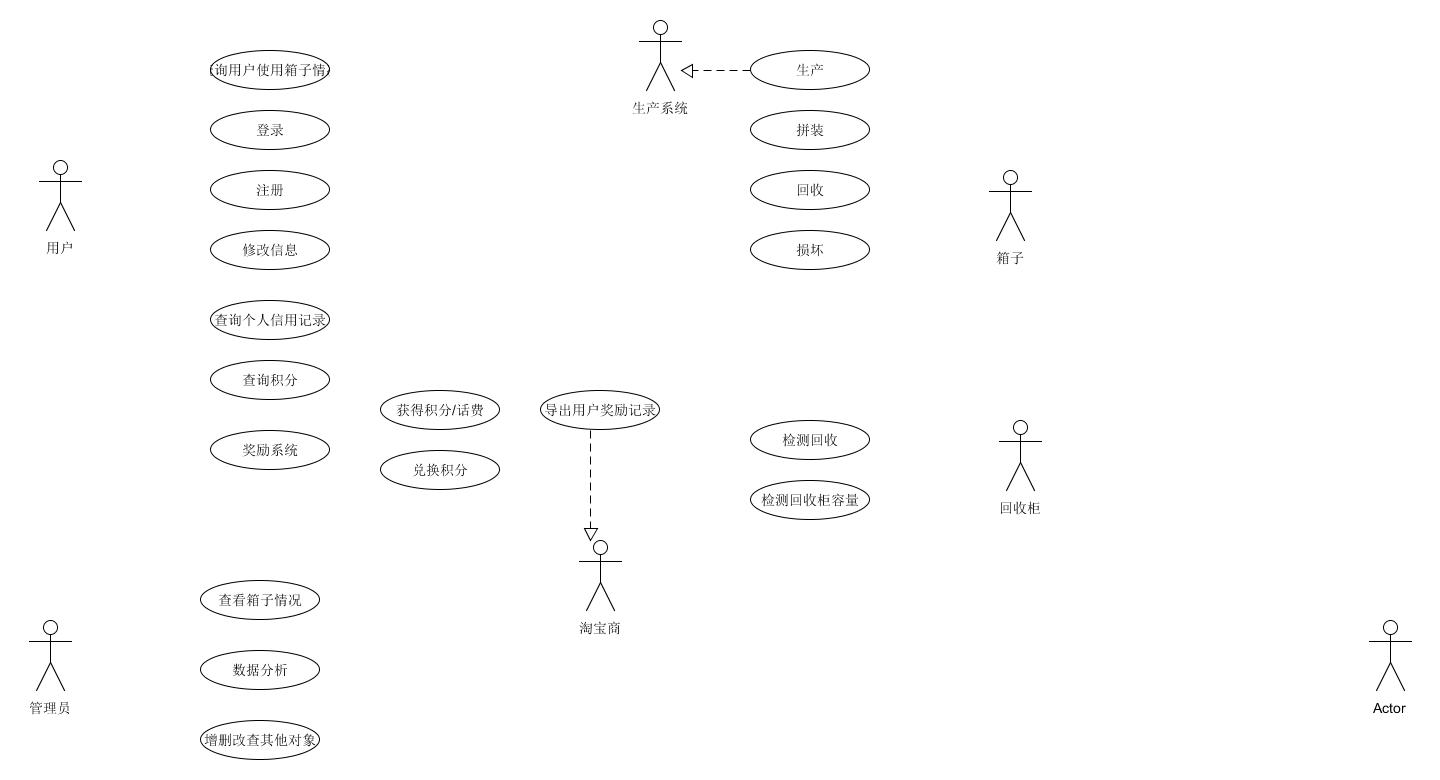 询用户使用箱子情
登录
注册
修改信息
查询个人信用记录
查询积分
奖励系统
用户
生产系统
生产
拼装
回收
损坏
箱子
获得积分/话费
兑换积分
导出用户奖励记录
检测回收
检测回收柜容量
回收柜
淘宝商
查看箱子情况
数据分析
增删改查其他对象
管理员
Actor